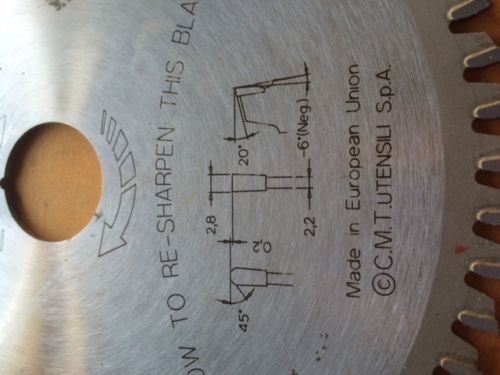 OW TO RE-SHARPEN THIS BLA
45°
0,2
2,8
2,2
20°
-6°(Neg.)
Made in European Union
©C.M.T. UTENSILI S.p.A.